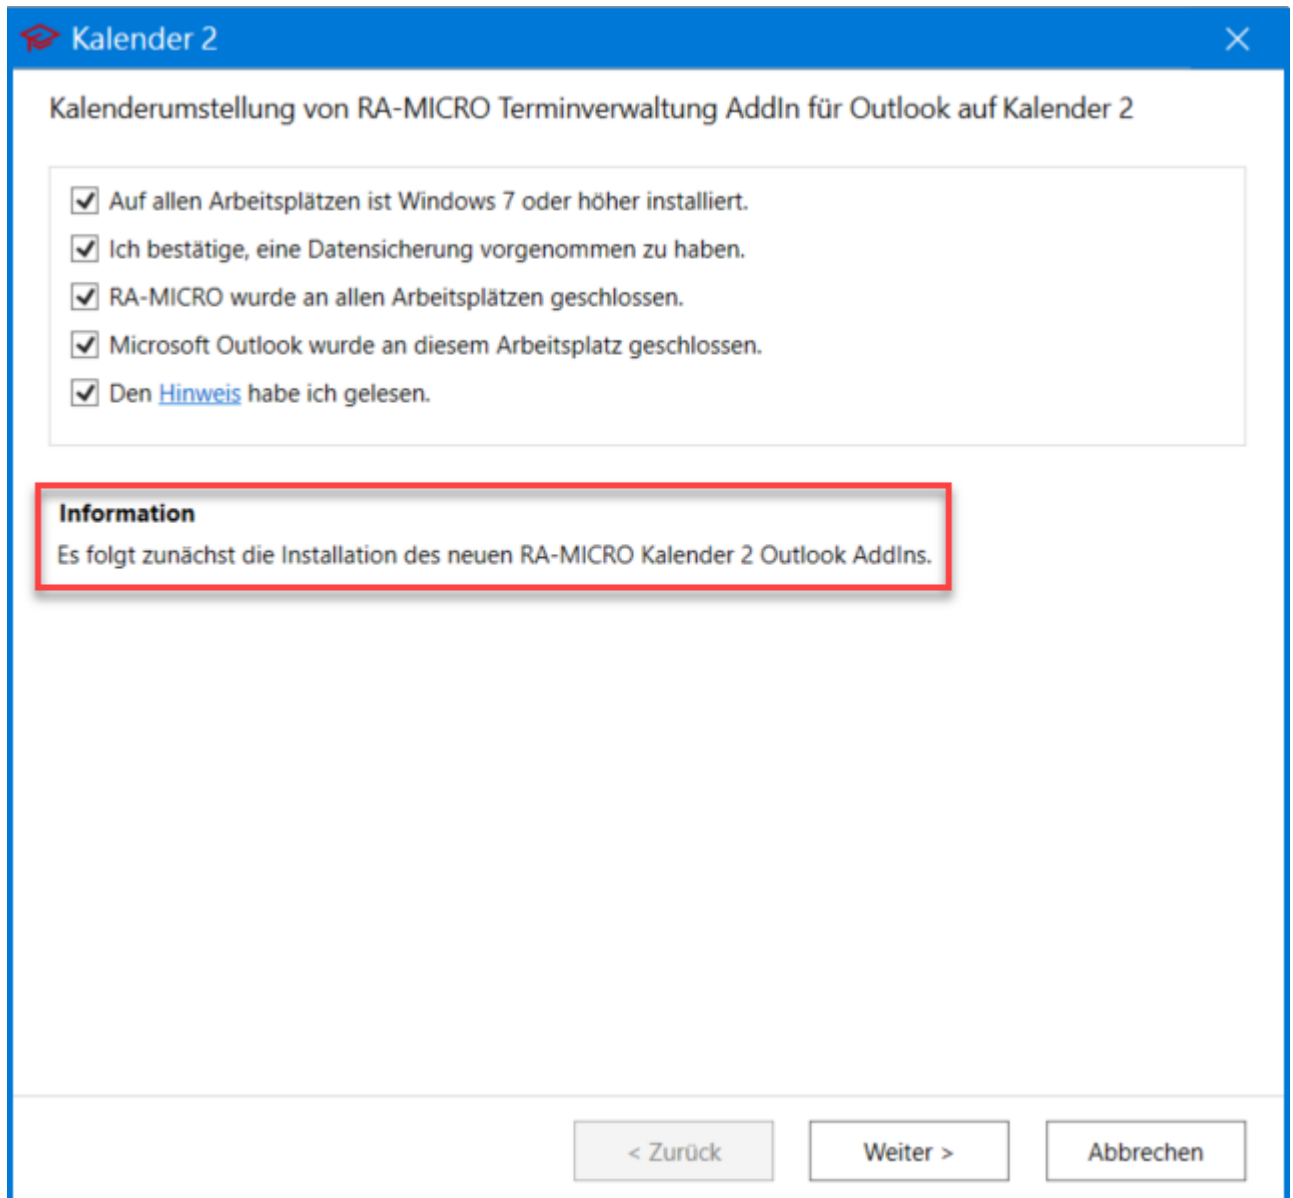 Kalender 2
Kalenderumstellung von RA-MICRO Terminverwaltung AddIn für Outlook auf Kalender 2
Auf allen Arbeitsplätzen ist Windows 7 oder höher installiert.
Ich bestätige, eine Datensicherung vorgenommen zu haben.
RA-MICRO wurde an allen Arbeitsplätzen geschlossen.
Microsoft Outlook wurde an diesem Arbeitsplatz geschlossen.
Den Hinweis habe ich gelesen.
Information
Es folgt zunächst die Installation des neuen RA-MICRO Kalender 2 Outlook AddIns.
< Zurück
Weiter >
Abbrechen